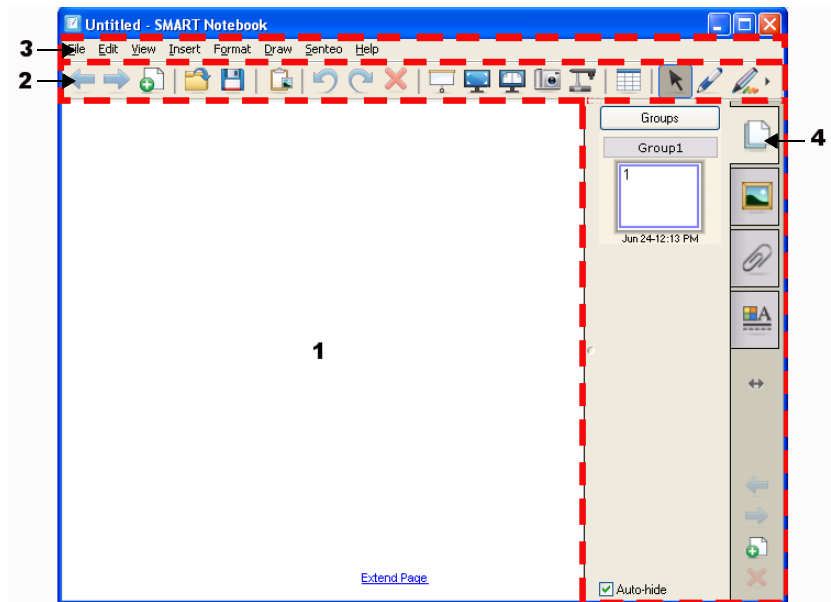 Untitled - SMART Notebook
3
File Edit View Insert Format Draw Senteo Help
2
Groups
4
Group1
1
Jun 24-12:13 PM
A
1
Extend Page
Auto-hide